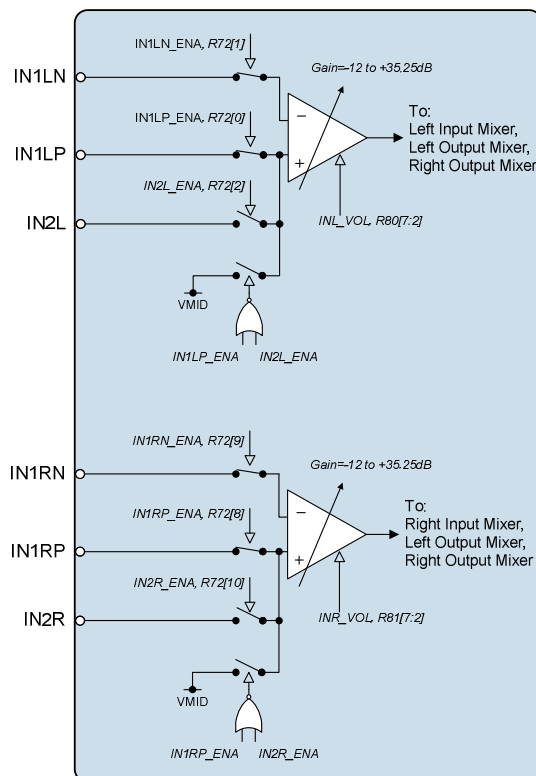 IN1LN_ENA, R72[1]
Gain=-12 to +35.25dB
IN1LN
IN1LP_ENA, R72[0]
To:
Left Input Mixer,
Left Output Mixer,
Right Output Mixer
IN1LP
IN2L_ENA, R72[2]
IN2L
INL_VOL, R80[7:2]
VMID
IN1LP_ENA IN2L_ENA
IN1RN_ENA, R72[9]
Gain=-12 to +35.25dB
IN1RN
IN1RP_ENA, R72[8]
To:
Right Input Mixer,
Left Output Mixer,
Right Output Mixer
IN1RP
IN2R_ENA, R72[10]
IN2R
INR_VOL, R81[7:2]
VMID
IN1RP_ENA IN2R_ENA